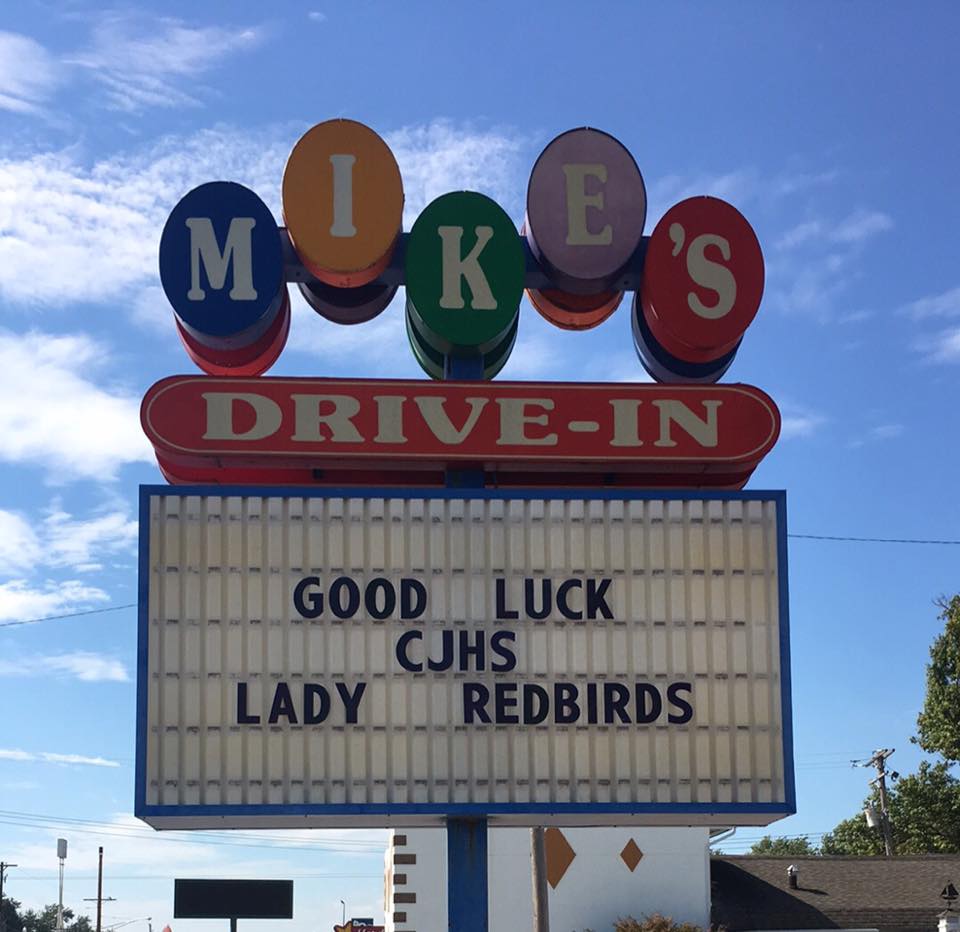 MIKE'S
DRIVE-IN
GOOD LUCK
CJHS
LADY REDBIRDS